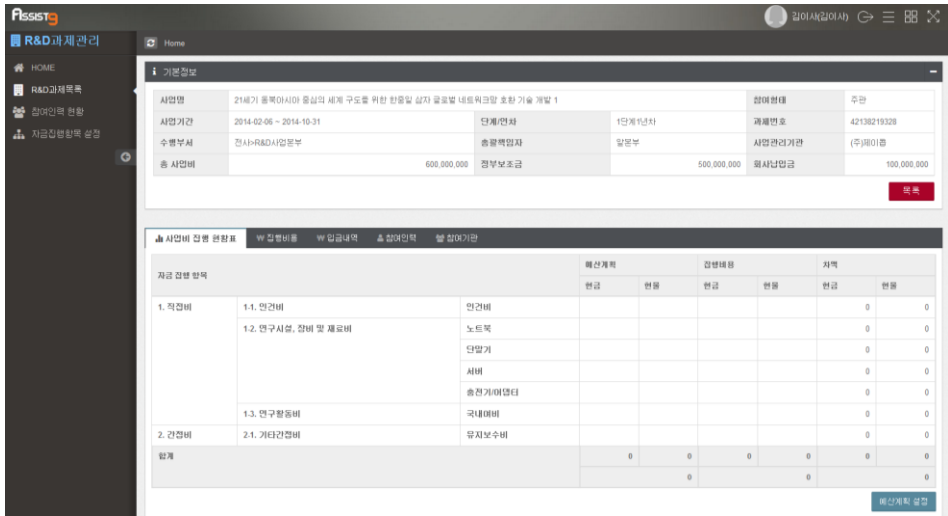 Assist9
김이사(김이사)
R&D과제관리
Home
HOME
R&D과제목록
참여인력 현황
자금집행항목 설정
기본정보
사업명 21세기 동북아시아 중심의 세계 구도를 위한 한중일 삼자 글로벌 네트워크망 호환 기술 개발 1 참여형태 주관
사업기간 2014-02-06 ~ 2014-10-31 단계/연차 1단계1년차 과제번호 42138219328
수행부서 전사>R&D사업본부 총괄책임자 말본부 사업관리기관 (주)제이콥
총 사업비 600,000,000 정부보조금 500,000,000 회사납입금 100,000,000
목록
사업비 집행 현황표 ₩ 집행비용 ₩ 입금내역 참여인력 참여기관
자금 집행 항목 예산계획 집행비용 차액
현금 현물 현금 현물 현금 현물
1. 직접비 1-1. 인건비 인건비 0 0
1-2. 연구시설, 장비 및 재료비 노트북 0 0
단말기 0 0
서버 0 0
충전기/어댑터 0 0
1-3. 연구활동비 국내여비 0 0
2. 간접비 2-1. 기타간접비 유지보수비 0 0
합계 0 0 0 0 0 0
0 0 0
예산계획 설정